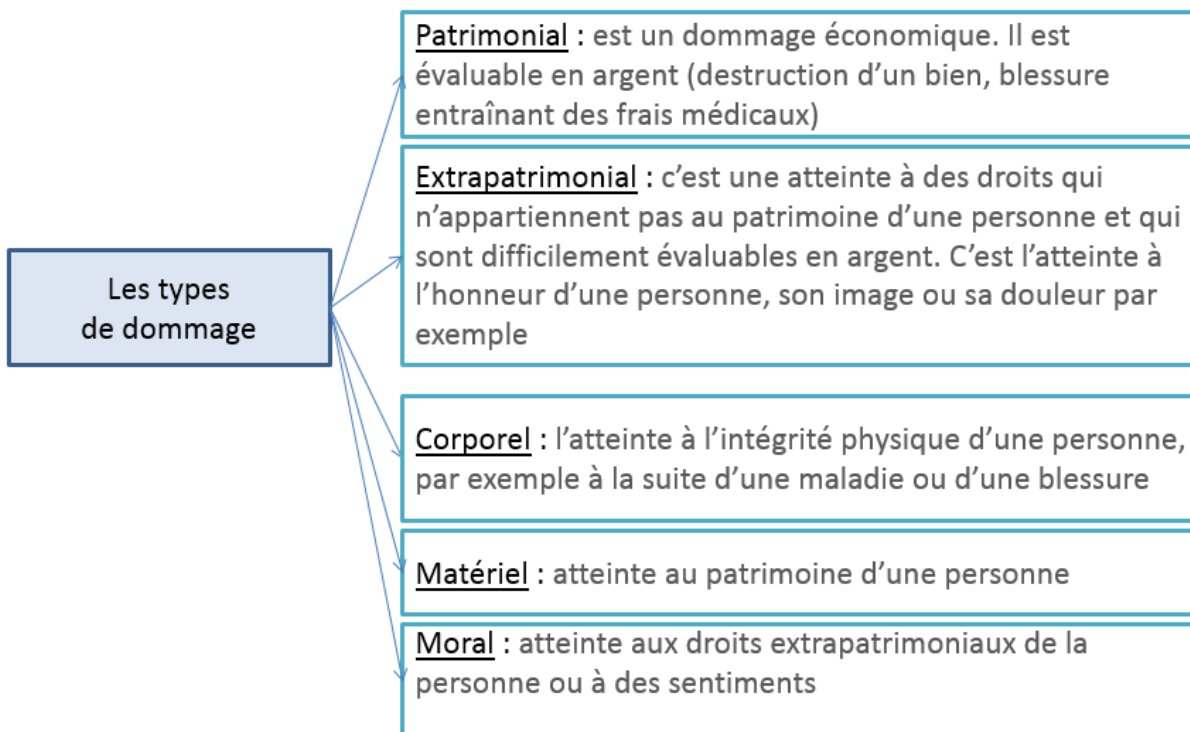 Les types
de dommage
Patrimonial : est un dommage économique. Il est
évaluable en argent (destruction d’un bien, blessure
entraînant des frais médicaux)
Extrapatrimonial : c’est une atteinte à des droits qui
n’appartiennent pas au patrimoine d’une personne et qui
sont difficilement évaluables en argent. C’est l’atteinte à
l’honneur d’une personne, son image ou sa douleur par
exemple
Corporel : l’atteinte à l’intégrité physique d’une personne,
par exemple à la suite d’une maladie ou d’une blessure
Matériel : atteinte au patrimoine d’une personne
Moral : atteinte aux droits extrapatrimoniaux de la
personne ou à des sentiments